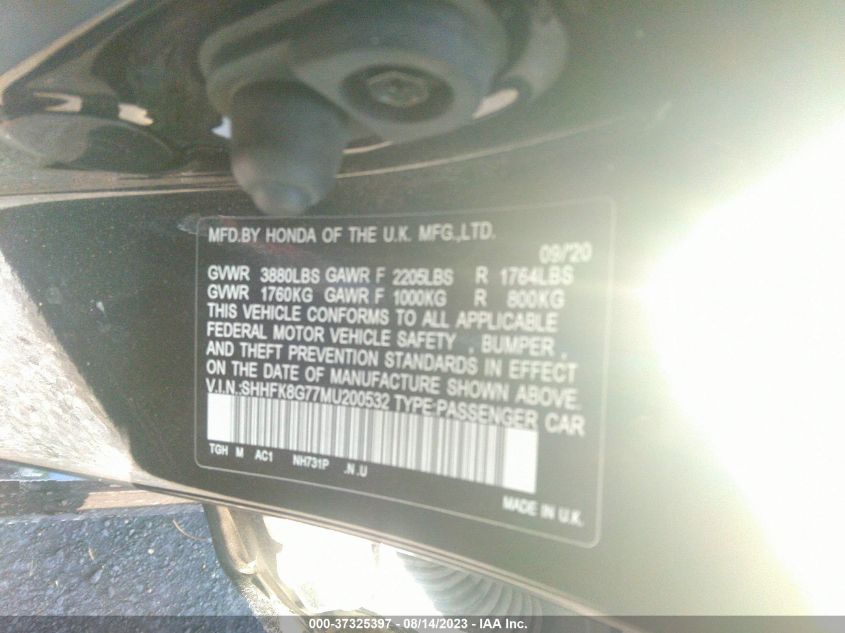 MFD.BY HONDA OF THE U.K. MFG.,LTD.
09/'20
GVWR 3880LBS GAWR F 2205LBS R 1764LBS
GVWR 1760KG GAWR F 1000KG R 800KG
THIS VEHICLE CONFORMS TO ALL APPLICABLE
FEDERAL MOTOR VEHICLE SAFETY , BUMPER ,
AND THEFT PREVENTION STANDARDS IN EFFECT
ON THE DATE OF MANUFACTURE SHOWN ABOVE.
V.I.N.:SHHFK8G77MU200532 TYPE:PASSENGER CAR
TGH M AC1 NH731P .N .U
MADE IN U.K.
000-37325397 - 08/14/2023 - IAA Inc.